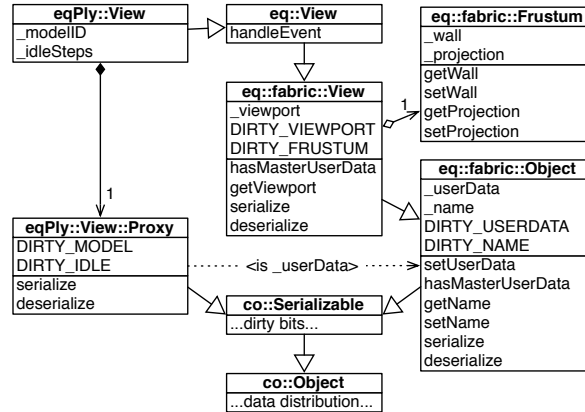 eqPly::View
_modelID
_idleSteps
eq::View
handleEvent
eq::fabric::Frustum
_wall
_projection
getWall
setWall
getProjection
setProjection
eq::fabric::View
_viewport
DIRTY_VIEWPORT
DIRTY_FRUSTUM
hasMasterUserData
getViewport
serialize
deserialize
1
eq::fabric::Object
_userData
_name
DIRTY_USERDATA
DIRTY_NAME
setUserData
hasMasterUserData
getName
setName
serialize
deserialize
1
eqPly::View::Proxy
DIRTY_MODEL
DIRTY_IDLE
serialize
deserialize
<is _userData>
co::Serializable
...dirty bits...
co::Object
...data distribution...